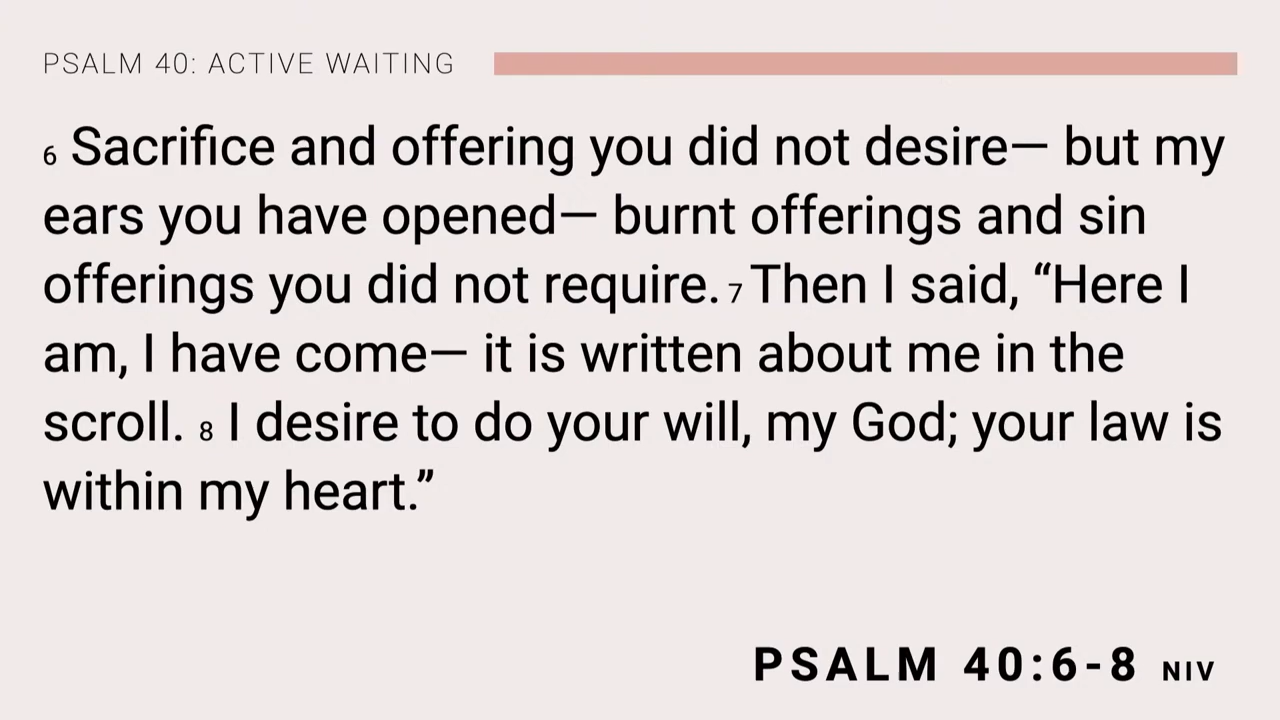 PSALM 40: ACTIVE WAITING
6 Sacrifice and offering you did not desire— but my
ears you have opened— burnt offerings and sin
offerings you did not require. 7 Then I said, “Here I
am, I have come— it is written about me in the
scroll. 8 I desire to do your will, my God; your law is
within my heart.”
PSALM 40:6-8 NIV